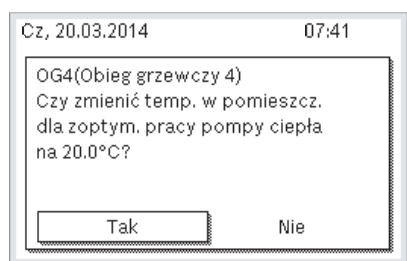 Cz, 20.03.2014 07:41
OG4(Obieg grzewczy 4)
Czy zmienić temp. w pomieszcz.
dla zoptym. pracy pompy ciepła
na 20.0°C?
Tak Nie